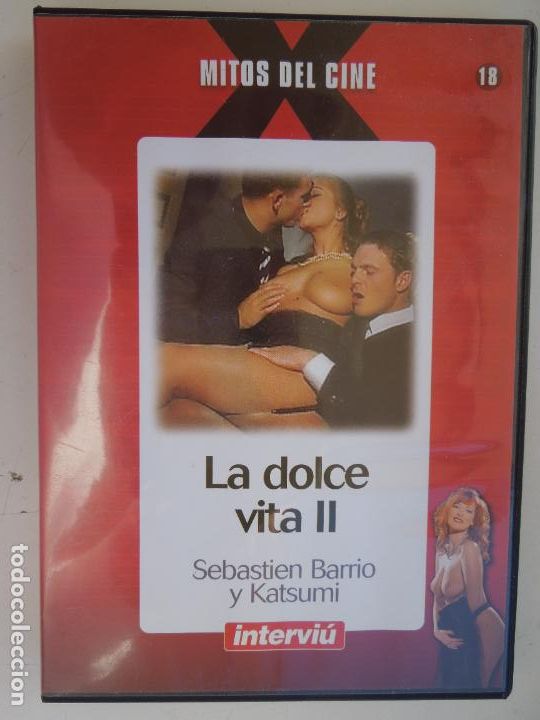 MITOS DEL CINE
18
X
La dolce
vita II
Sebastien Barrio
y Katsumi
interviú
todocoleccion